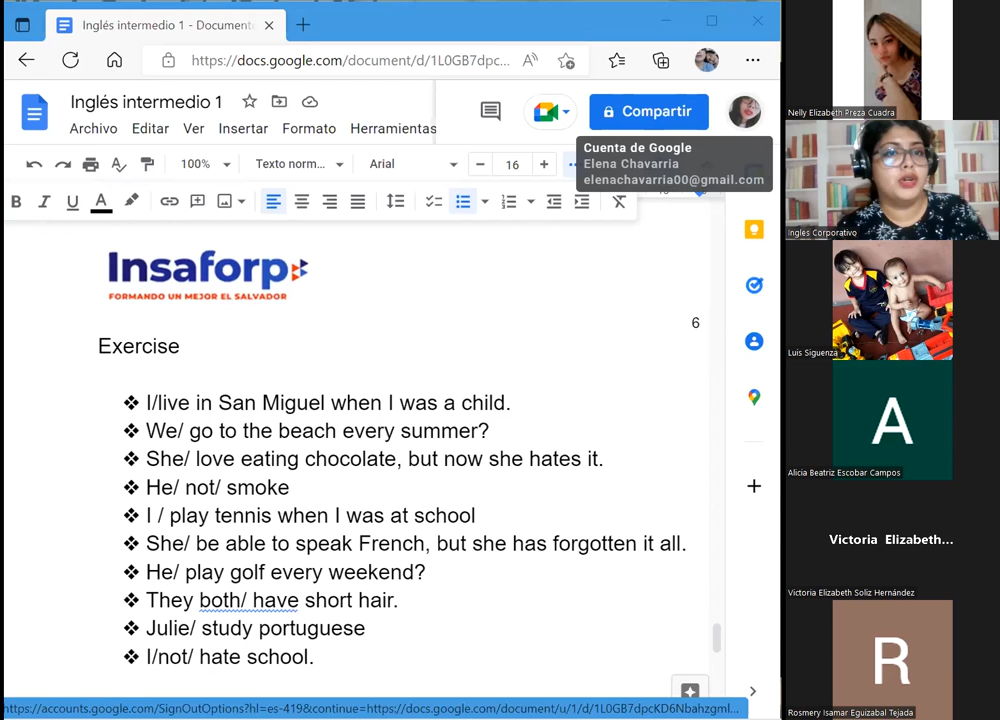 Inglés intermedio 1 - Document
https://docs.google.com/document/d/1L0GB7dpc...
Inglés intermedio 1
Archivo Editar Ver Insertar Formato Herramientas
Compartir
Cuenta de Google
Elena Chavarria
elenachavarria00@gmail.com
100% Texto norm... Arial 16
B I U A
Insaforp
FORMANDO UN MEJOR EL SALVADOR
6
Exercise
❖ I/live in San Miguel when I was a child.
❖ We/ go to the beach every summer?
❖ She/ love eating chocolate, but now she hates it.
❖ He/ not/ smoke
❖ I / play tennis when I was at school
❖ She/ be able to speak French, but she has forgotten it all.
❖ He/ play golf every weekend?
❖ They both/ have short hair.
❖ Julie/ study portuguese
❖ I/not/ hate school.
https://accounts.google.com/SignOutOptions?hl=es-419&continue=https://docs.google.com/document/u/1/d/1L0GB7dpcKD6Nbahzgml...
Nelly Elizabeth Preza Cuadra
Inglés Corporativo
Luis Siguenza
A
Alicia Beatriz Escobar Campos
Victoria Elizabeth...
Victoria Elizabeth Soliz Hernández
R
Rosmery Isamar Eguizabal Tejada